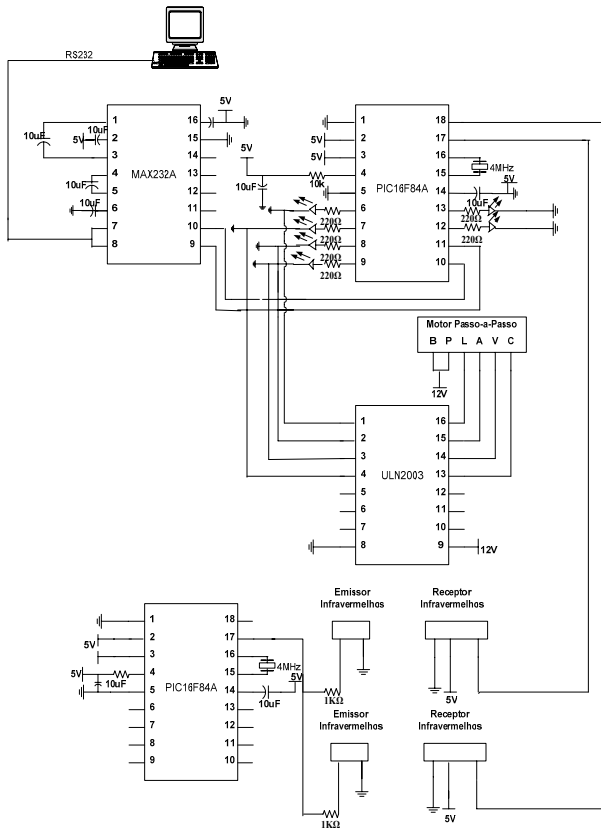 RS232
5V
1
16
10uF
10uF
5V
2
15
3
14
MAX232A
4
13
10uF
5
12
10uF
6
11
7
10
8
9
1
18
5V
2
17
5V
5V
3
16
4MHz
4
15
10k
PIC16F84A
5V
10uF
5
14
10uF
6
13
220Ω
220Ω
7
12
220Ω
220Ω
8
11
220Ω
9
10
220Ω
Motor Passo-a-Passo
B P L A V C
12V
1
16
2
15
3
14
ULN2003
4
13
5
12
6
11
7
10
8
9
12V
1
18
5V
2
17
3
16
4MHz
5V
4
15
PIC16F84A
5V
10uF
5
14
10uF
6
13
7
12
8
11
9
10
Emissor
Infravermelhos
Receptor
Infravermelhos
1KΩ
5V
Emissor
Infravermelhos
Receptor
Infravermelhos
1KΩ
5V